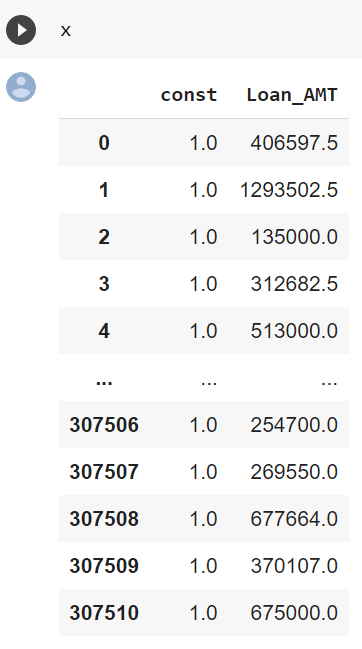 x
const Loan_AMT
0 1.0 406597.5
1 1.0 1293502.5
2 1.0 135000.0
3 1.0 312682.5
4 1.0 513000.0
... ... ...
307506 1.0 254700.0
307507 1.0 269550.0
307508 1.0 677664.0
307509 1.0 370107.0
307510 1.0 675000.0